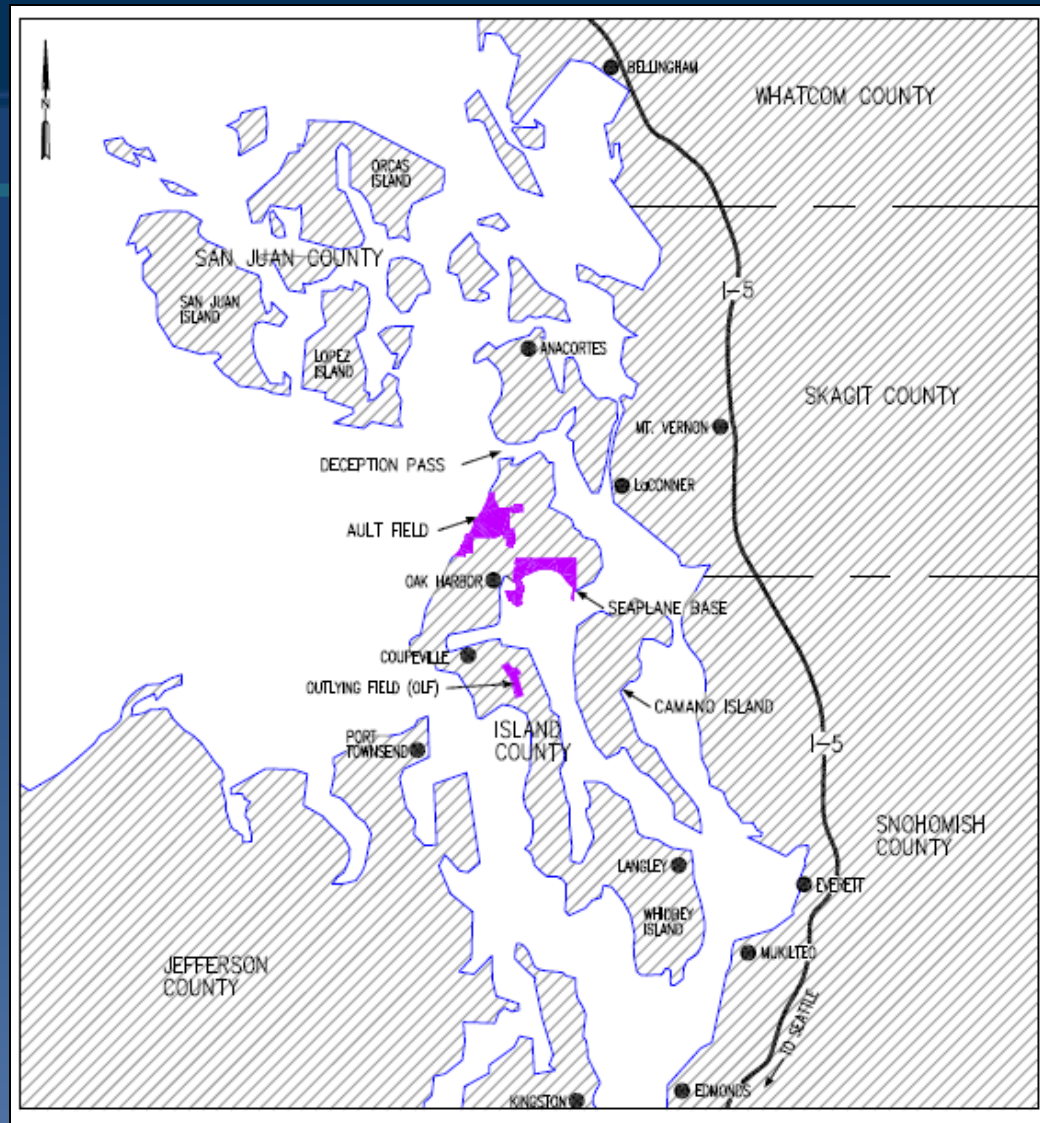 N
BELLINGHAM
WHATCOM COUNTY
ORCAS
ISLAND
SAN JUAN COUNTY
SAN JUAN
ISLAND
LOPEZ
ISLAND
I-5
ANACORTES
SKAGIT COUNTY
MT. VERNON
DECEPTION PASS
LaCONNER
AULT FIELD
OAK HARBOR
SEAPLANE BASE
COUPEVILLE
OUTLYING FIELD (OLF)
CAMANO ISLAND
ISLAND
COUNTY
PORT
TOWNSEND
I-5
SNOHOMISH
COUNTY
LANGLEY
EVERETT
WHIDBEY
ISLAND
MUKILTEO
JEFFERSON
COUNTY
TO SEATTLE
EDMONDS
KINGSTON